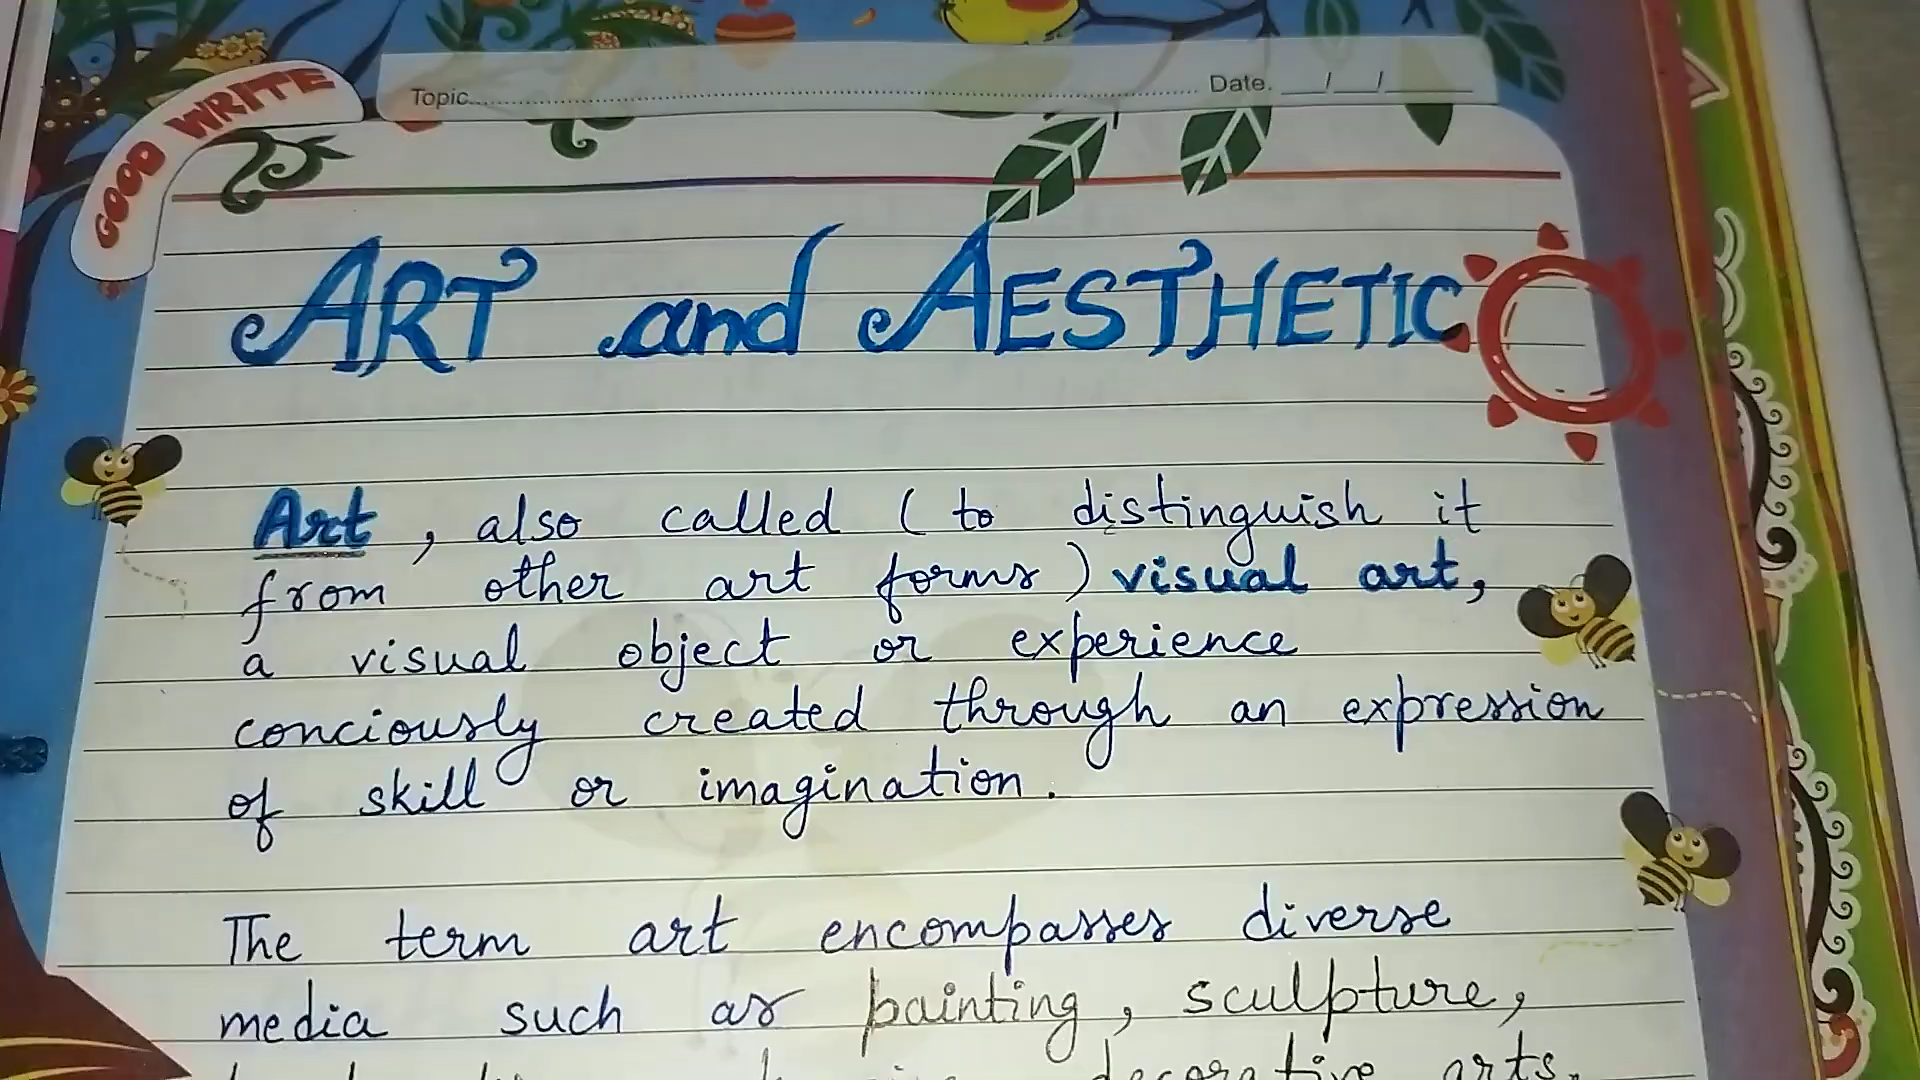 GOOD WRITE
Topic Date. / /
ART and AESTHETIC
Art, also called (to distinguish it
from other art forms) visual art,
a visual object or experience
conciously created through an expression
of skill or imagination.
The term art encompasses diverse
media such as painting, sculpture,
decorative arts,